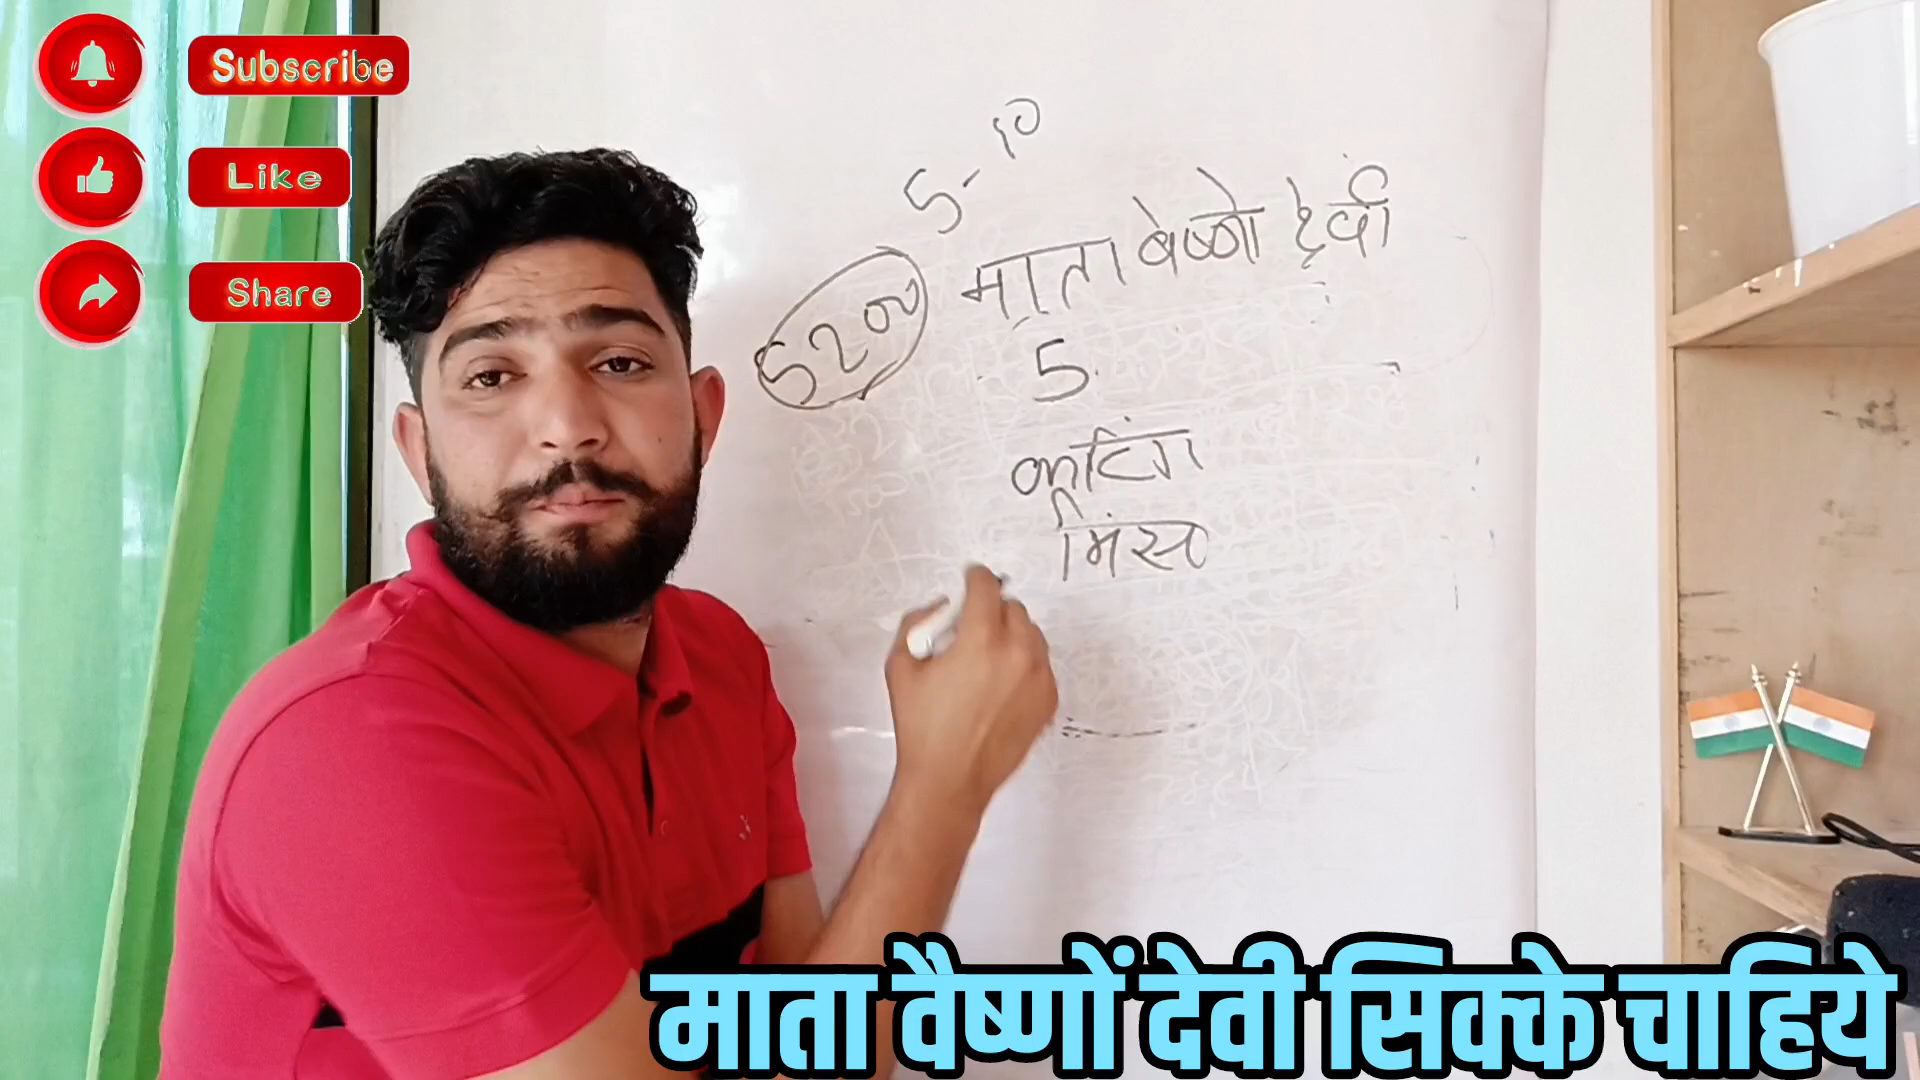 Subscribe
Like
Share
5-10
5200
माता वेष्णो देवी
5
कटिंग
मिंस
माता वैष्णों देवी सिक्के चाहिये